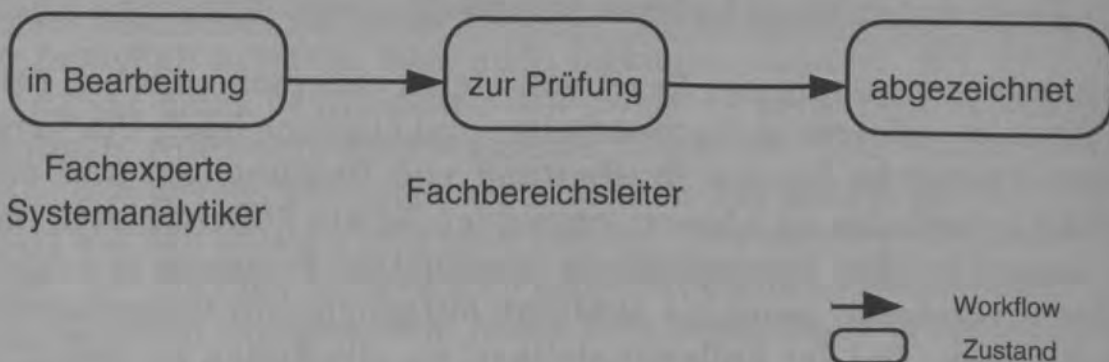 in Bearbeitung
zur Prüfung
abgezeichnet
Fachexperte
Systemanalytiker
Fachbereichsleiter
Workflow
Zustand